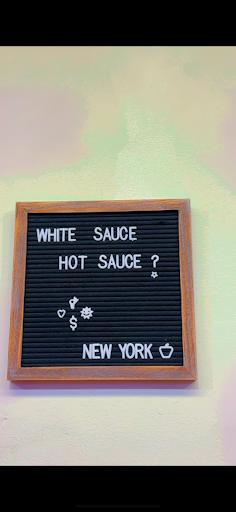 WHITE SAUCE
HOT SAUCE ?
$
NEW YORK